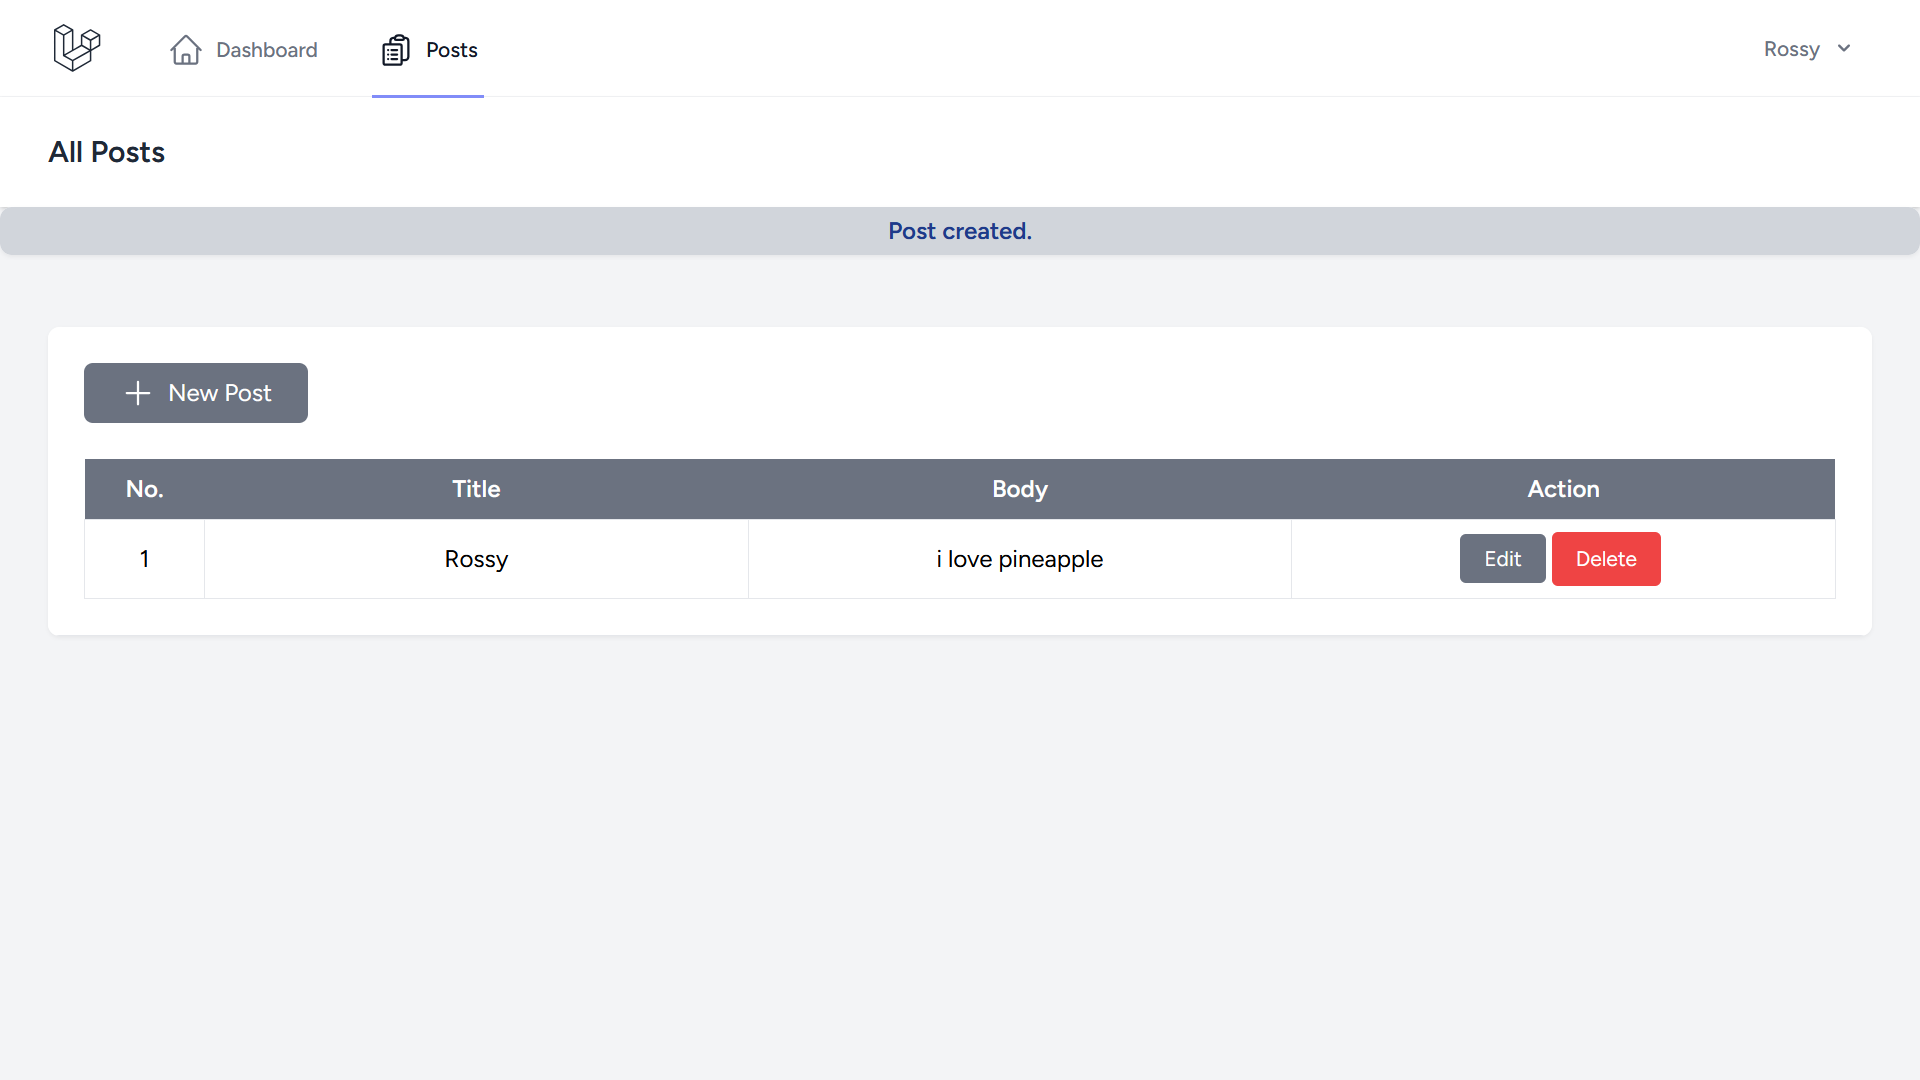 Dashboard Posts Rossy
All Posts
Post created.
New Post
No. Title Body Action
1 Rossy i love pineapple Edit Delete